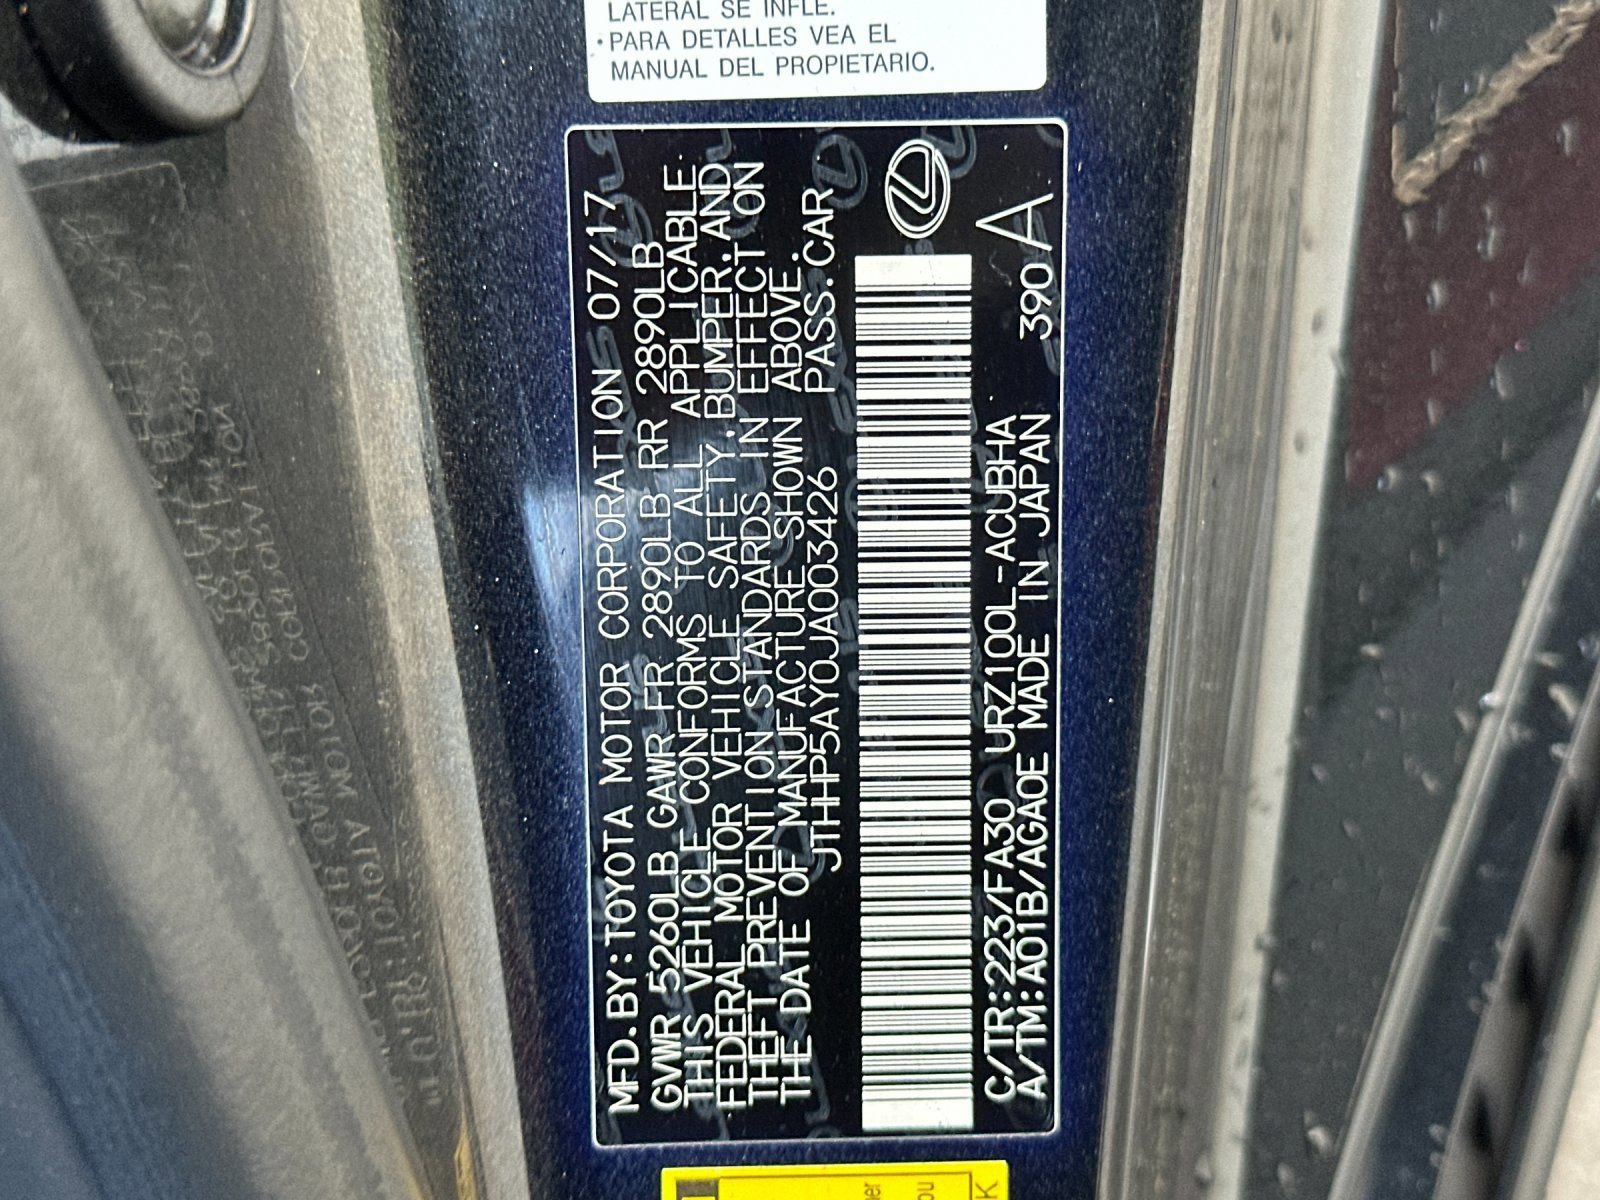 LATERAL SE INFLE.
•PARA DETALLES VEA EL
MANUAL DEL PROPIETARIO.
MFD.BY:TOYOTA MOTOR CORPORATION 07/17
GVWR 5260LB GAWR FR 2890LB RR 2890LB
THIS VEHICLE CONFORMS TO ALL APPLICABLE
FEDERAL MOTOR VEHICLE SAFETY,BUMPER,AND
THEFT PREVENTION STANDARDS IN EFFECT ON
THE DATE OF MANUFACTURE SHOWN ABOVE.
JTHHP5AY0JA003426 PASS.CAR
C/TR:223/FA30 URZ100L-ACUBHA
A/TM:A01B/AGA0E MADE IN JAPAN 390A